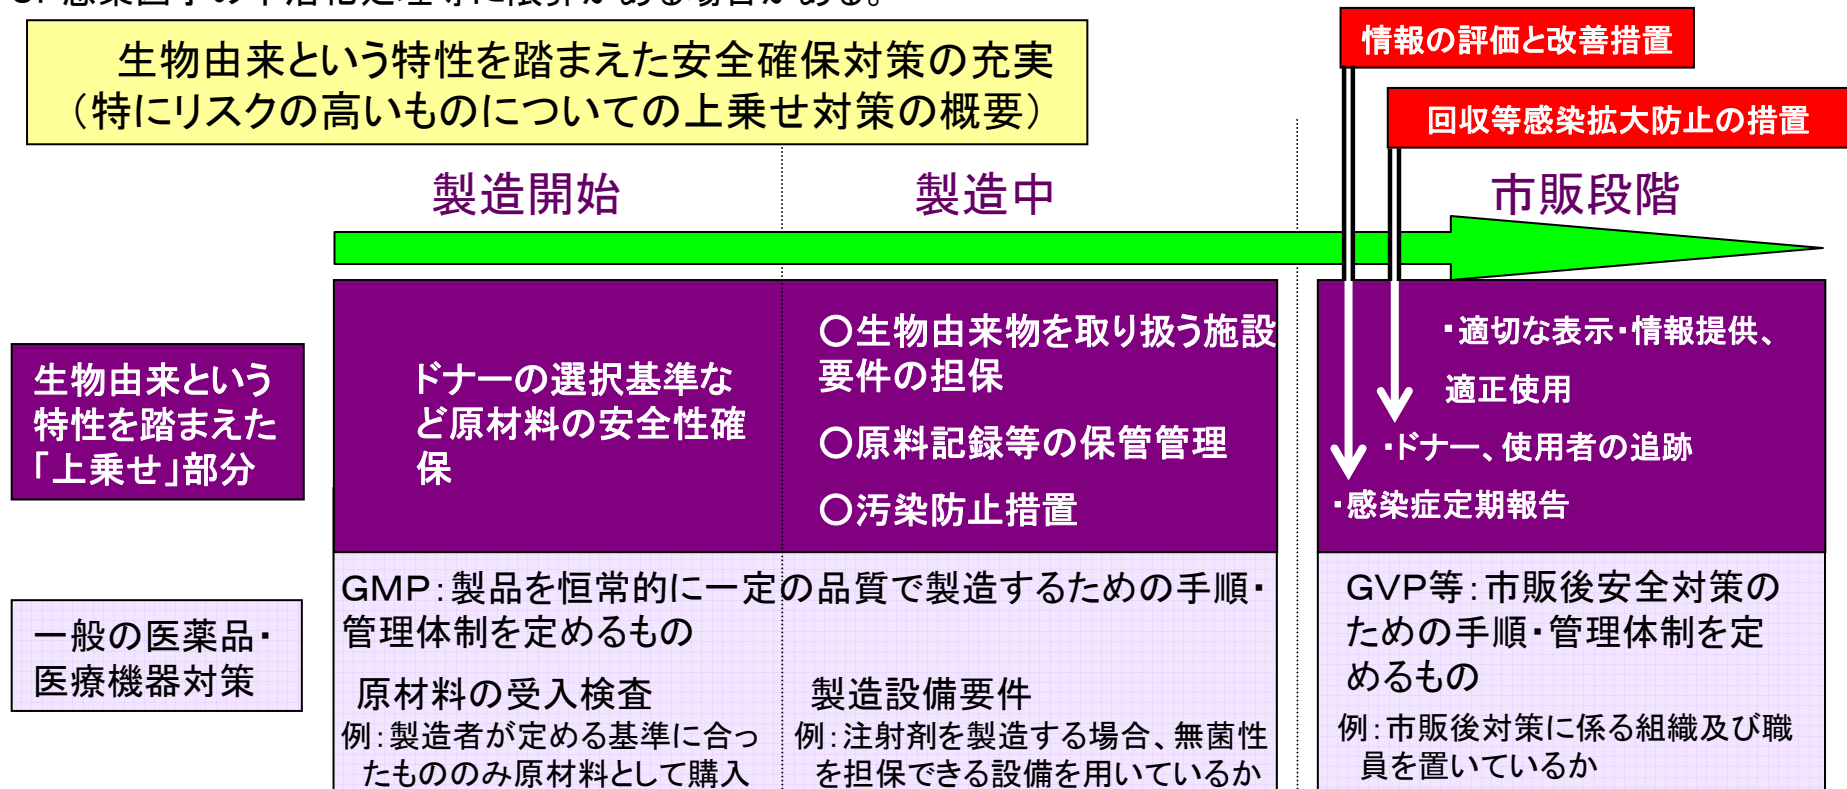 生物由来という特性を踏まえた安全確保対策の充実
（特にリスクの高いものについての上乗せ対策の概要）
情報の評価と改善措置
回収等感染拡大防止の措置
製造開始
製造中
市販段階
生物由来という
特性を踏まえた
「上乗せ」部分
ドナーの選択基準な
ど原材料の安全性確
保
○生物由来物を取り扱う施設
要件の担保
○原料記録等の保管管理
○汚染防止措置
・適切な表示・情報提供、
適正使用
・ドナー、使用者の追跡
・感染症定期報告
一般の医薬品・
医療機器対策
GMP：製品を恒常的に一定の品質で製造するための手順・
管理体制を定めるもの
原材料の受入検査
例：製造者が定める基準に合っ
たもののみ原材料として購入
製造設備要件
例：注射剤を製造する場合、無菌性
を担保できる設備を用いているか
GVP等：市販後安全対策の
ための手順・管理体制を定
めるもの
例：市販後対策に係る組織及び職
員を置いているか